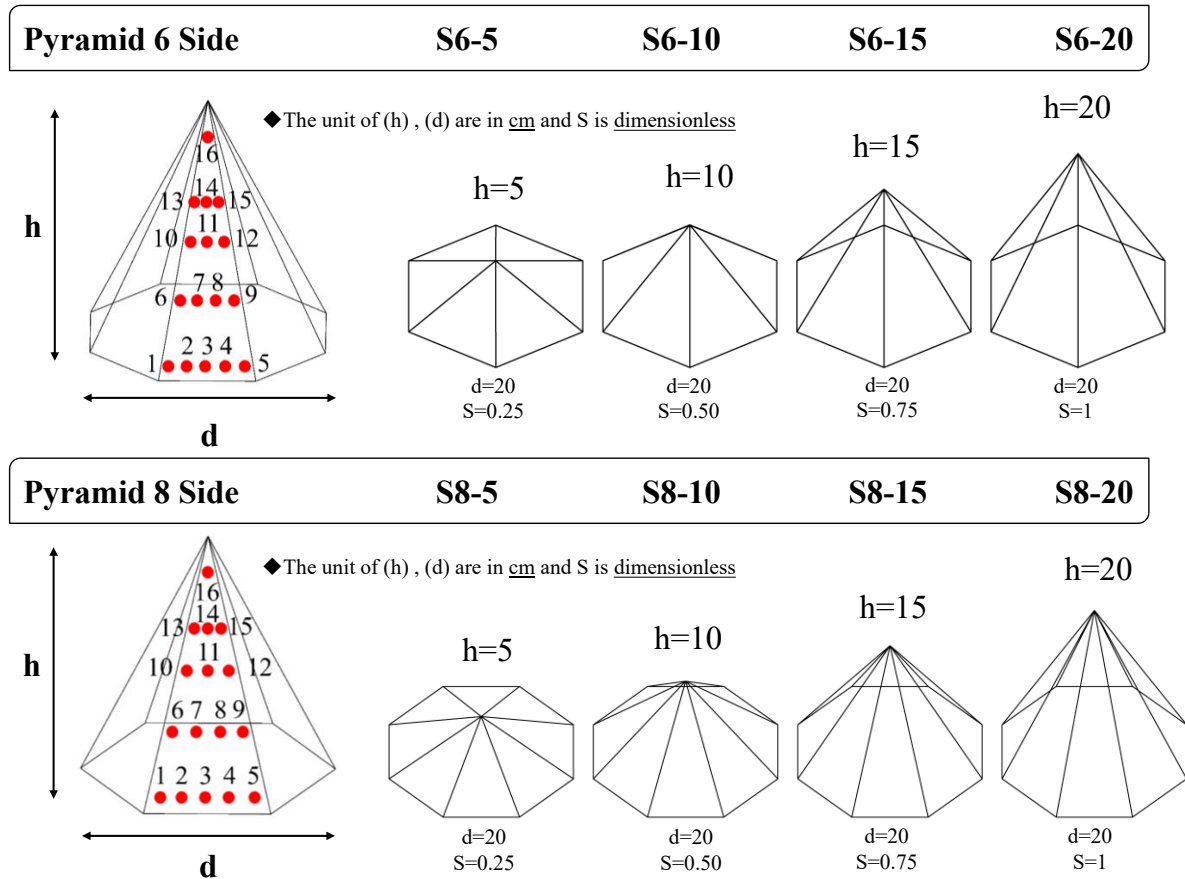 Pyramid 6 Side S6-5 S6-10 S6-15 S6-20
◆The unit of (h) , (d) are in cm and S is dimensionless
h=5 h=10 h=15 h=20
h
16
13 14 15
10 11 12
6 7 8 9
1 2 3 4 5
d
d=20 d=20 d=20 d=20
S=0.25 S=0.50 S=0.75 S=1
Pyramid 8 Side S8-5 S8-10 S8-15 S8-20
◆The unit of (h) , (d) are in cm and S is dimensionless
h=5 h=10 h=15 h=20
h
16
13 14 15
10 11 12
6 7 8 9
1 2 3 4 5
d
d=20 d=20 d=20 d=20
S=0.25 S=0.50 S=0.75 S=1